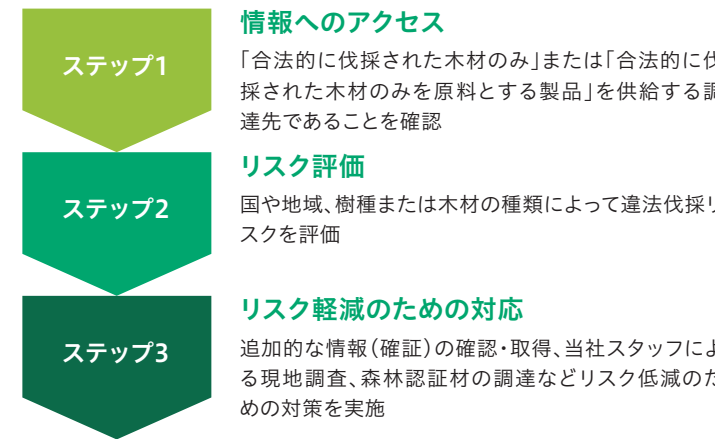 ステップ1
情報へのアクセス
「合法的に伐採された木材のみ」または「合法的に伐
採された木材のみを原料とする製品」を供給する調
達先であることを確認
ステップ2
リスク評価
国や地域、樹種または木材の種類によって違法伐採リ
スクを評価
ステップ3
リスク軽減のための対応
追加的な情報(確証)の確認・取得、当社スタッフによ
る現地調査、森林認証材の調達などリスク低減のた
めの対策を実施